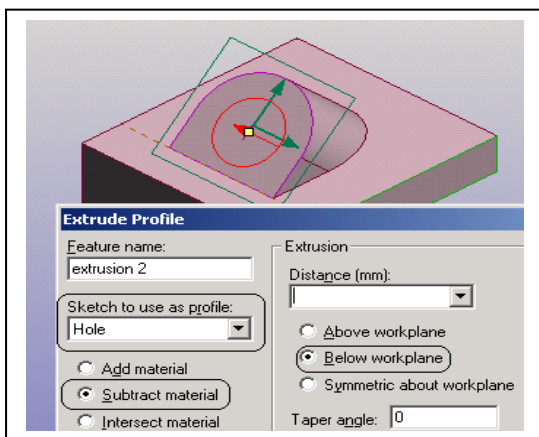 Extrude Profile
Feature name:
extrusion 2
Sketch to use as profile:
Hole
Add material
Subtract material
Intersect material
Extrusion
Distance (mm):
Above workplane
Below workplane
Symmetric about workplane
Taper angle: 0